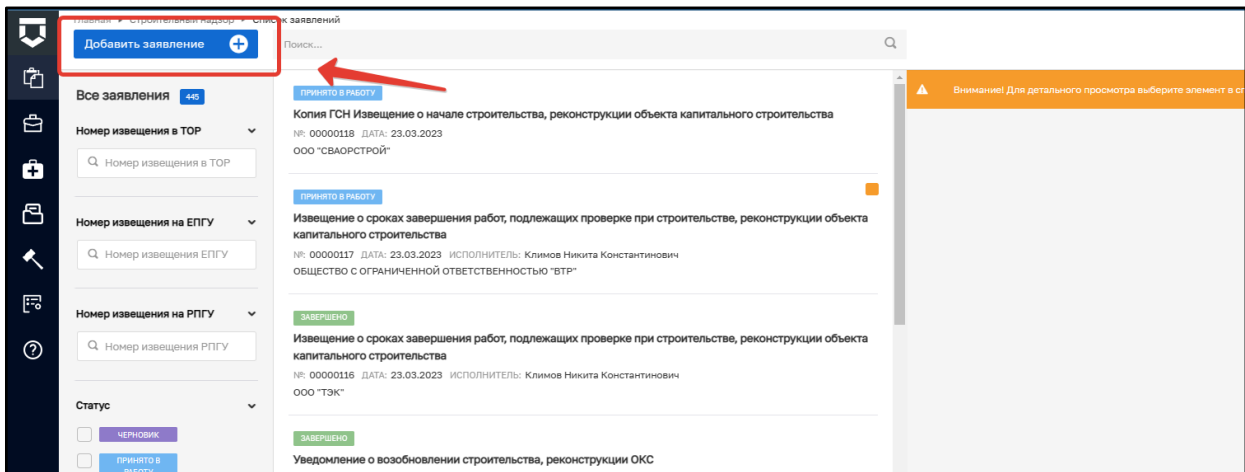 Главная Строительный надзор Список заявлений
Добавить заявление
Поиск...
Все заявления 445
Номер извещения в ТОР
Номер извещения в ТОР
Номер извещения на ЕПГУ
Номер извещения ЕПГУ
Номер извещения на РПГУ
Номер извещения РПГУ
Статус
ЧЕРНОВИК
ПРИНЯТО В
РАБОТУ
ПРИНЯТО В РАБОТУ
Копия ГСН Извещение о начале строительства, реконструкции объекта капитального строительства
№: 00000118 ДАТА: 23.03.2023
ООО "СВАОРСТРОЙ"
ПРИНЯТО В РАБОТУ
Извещение о сроках завершения работ, подлежащих проверке при строительстве, реконструкции объекта
капитального строительства
№: 00000117 ДАТА: 23.03.2023 ИСПОЛНИТЕЛЬ: Климов Никита Константинович
ОБЩЕСТВО С ОГРАНИЧЕННОЙ ОТВЕТСТВЕННОСТЬЮ "ВТР"
ЗАВЕРШЕНО
Извещение о сроках завершения работ, подлежащих проверке при строительстве, реконструкции объекта
капитального строительства
№: 00000116 ДАТА: 23.03.2023 ИСПОЛНИТЕЛЬ: Климов Никита Константинович
ООО "ТЭК"
ЗАВЕРШЕНО
Уведомление о возобновлении строительства, реконструкции ОКС
Внимание! Для детального просмотра выберите элемент в сп